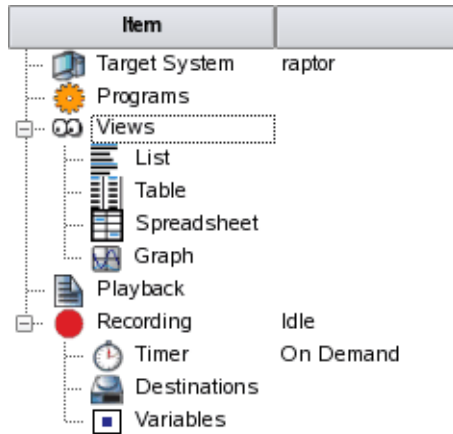 Item
Target System raptor
Programs
Views
List
Table
Spreadsheet
Graph
Playback
Recording Idle
Timer On Demand
Destinations
Variables